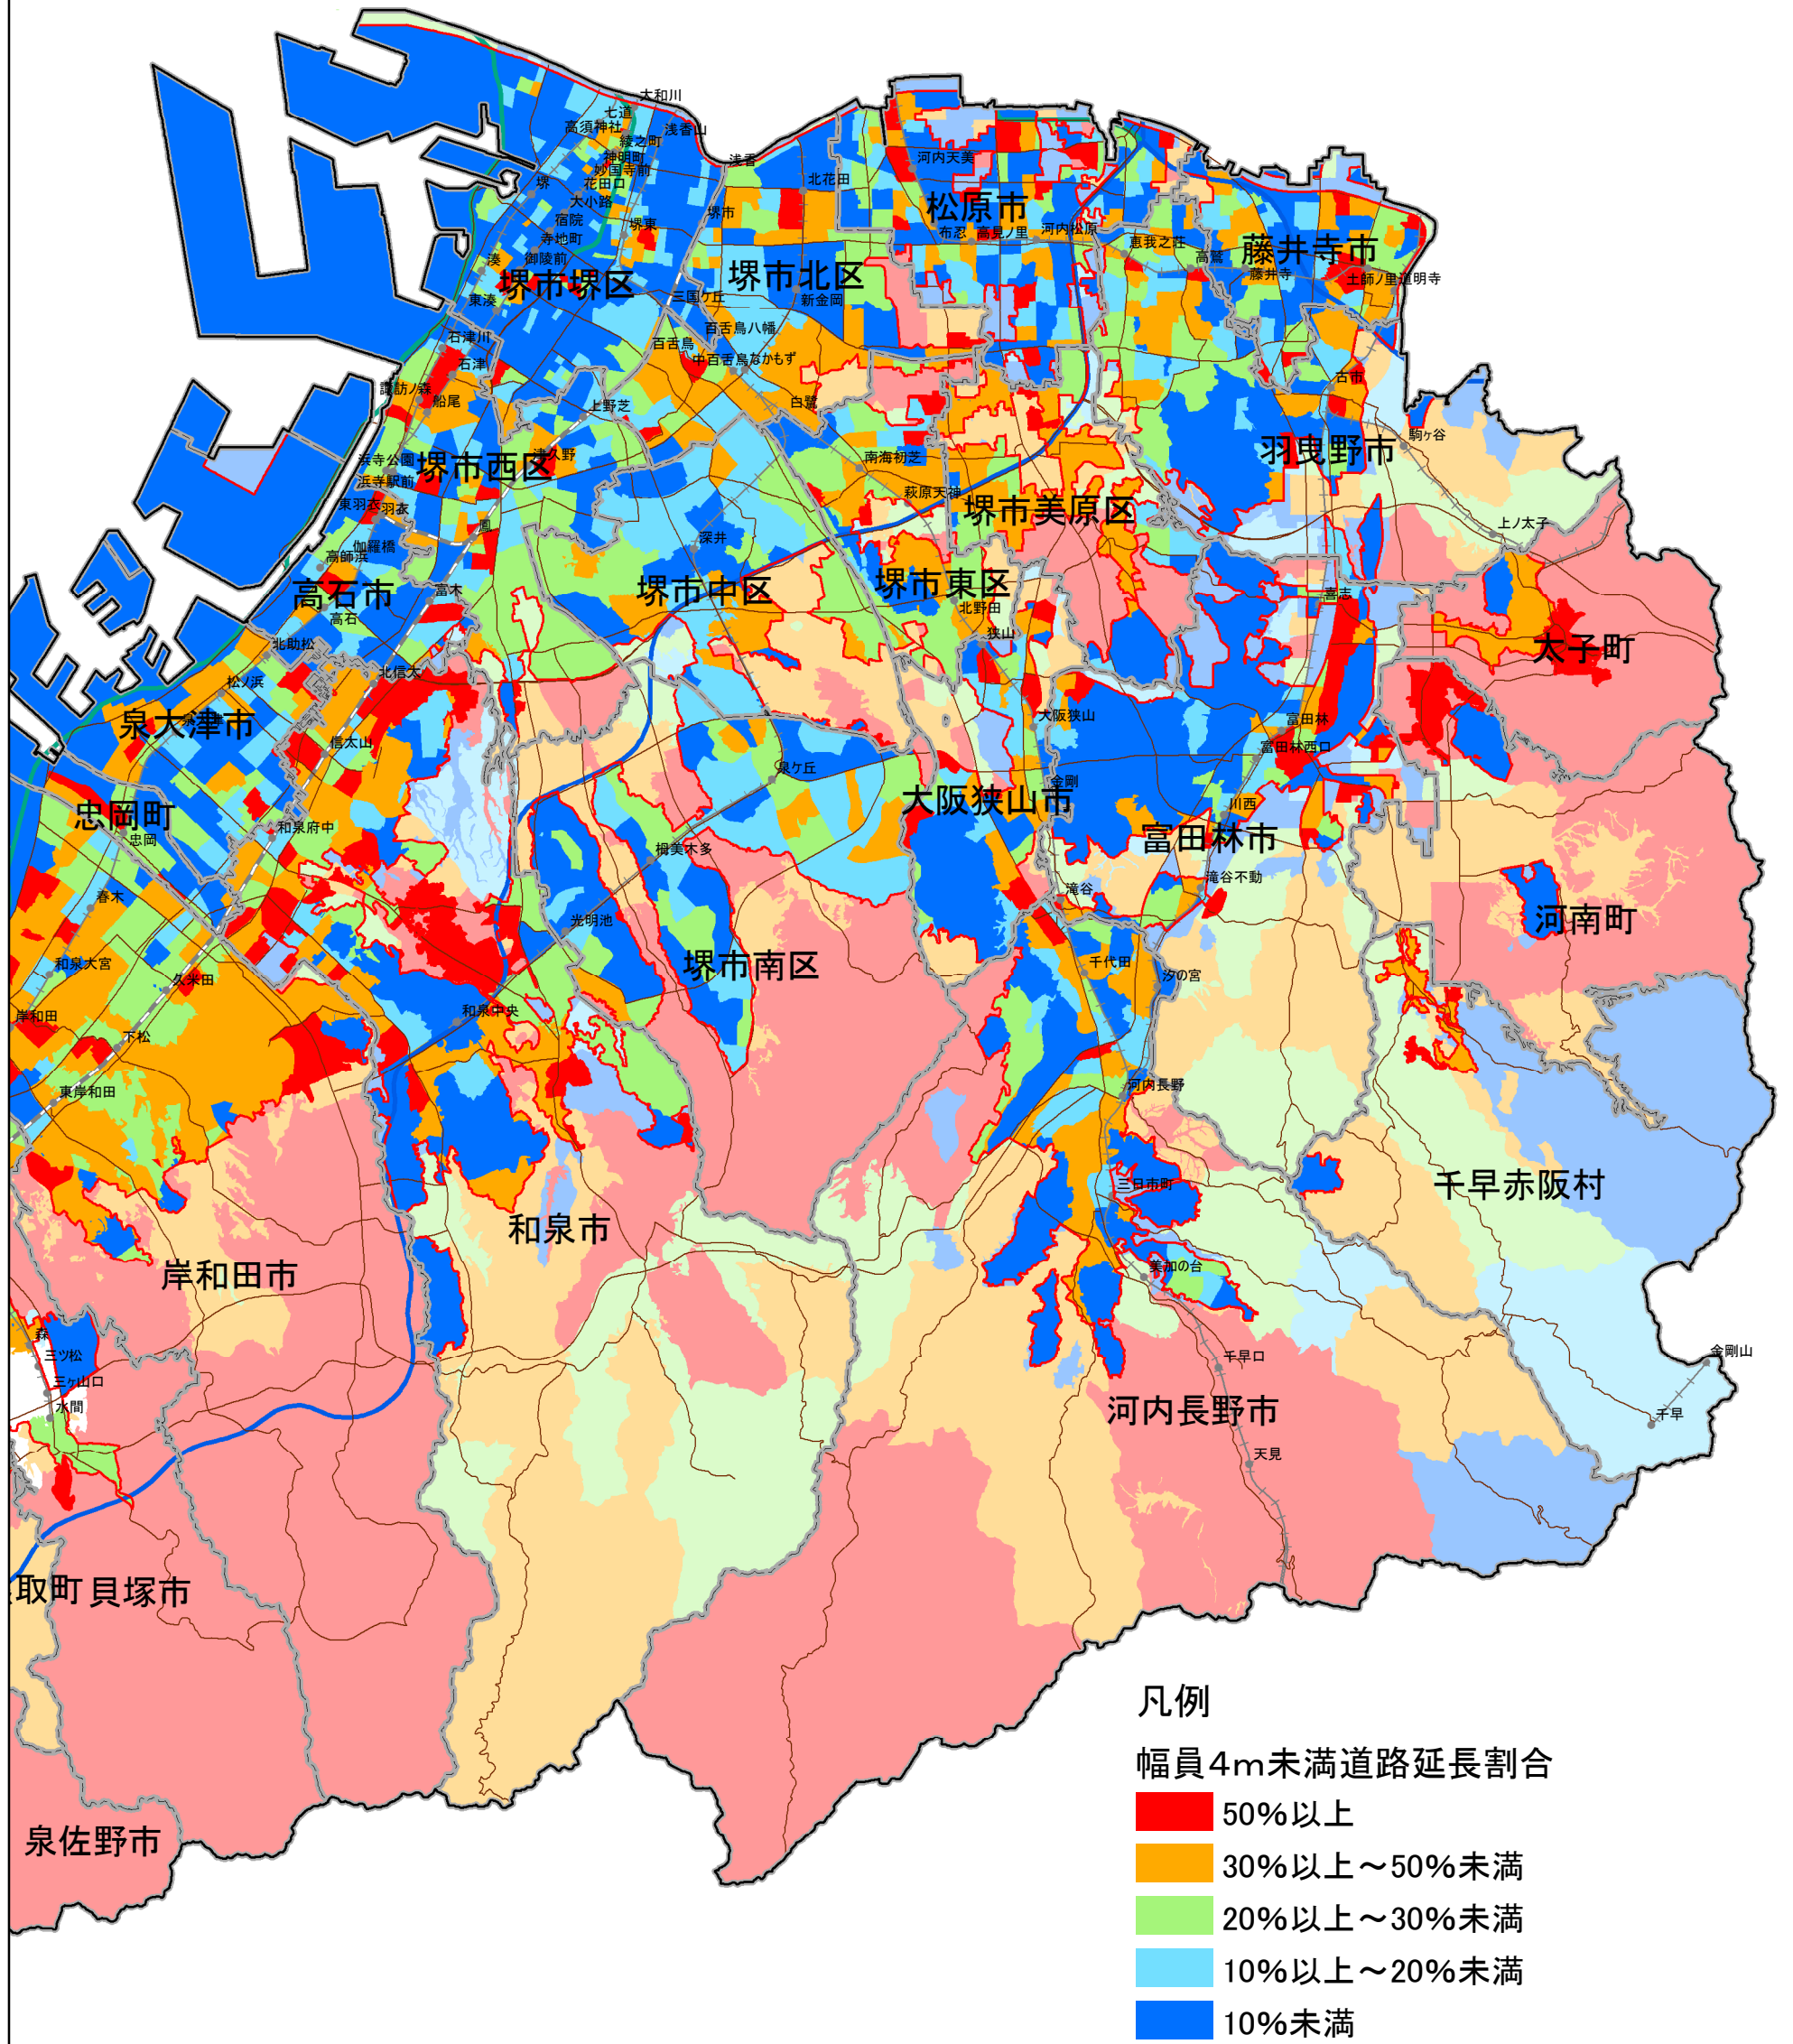 大和川
七道
高須神社
浅香山
綾之町
神明町
妙国寺前
浅香
河内天美
堺
花田口
北花田
大小路
松原市
堺市
宿院
堺東
布忍
高見ノ里
河内松原
寺地町
恵我之荘
藤井寺市
高鷲
御陵前
湊
藤井寺
土師ノ里
道明寺
堺市堺区
堺市北区
東湊
三国ケ丘
新金岡
百舌鳥八幡
石津川
百舌鳥
中百舌鳥
なかもず
石津
古市
諏訪ノ森
船尾
上野芝
白鷺
駒ヶ谷
羽曳野市
浜寺公園
堺市西区
津久野
南海初芝
浜寺駅前
萩原天神
東羽衣
羽衣
堺市美原区
鳳
上ノ太子
深井
伽羅橋
高師浜
堺市中区
堺市東区
高石市
富木
喜志
北野田
高石
狭山
太子町
北助松
北信太
松ノ浜
大阪狭山
富田林
泉大津市
信太山
富田林西口
泉ケ丘
金剛
大阪狭山市
川西
忠岡町
和泉府中
富田林市
忠岡
栂美木多
滝谷不動
滝谷
春木
光明池
河南町
堺市南区
和泉大宮
千代田
汐の宮
久米田
岸和田
和泉中央
下松
東岸和田
河内長野
三日市町
千早赤阪村
和泉市
岸和田市
美加の台
森
三ツ松
千早口
金剛山
三ヶ山口
水間
河内長野市
千早
天見
取町
貝塚市
泉佐野市
凡例
幅員4m未満道路延長割合
50%以上
30%以上～50%未満
20%以上～30%未満
10%以上～20%未満
10%未満